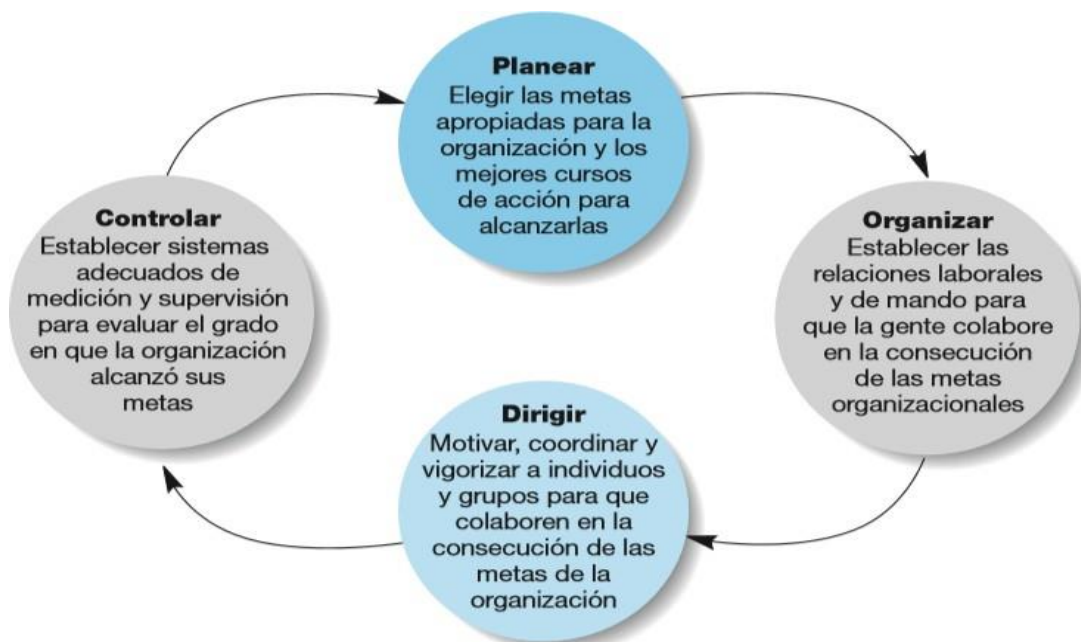 Planear
Elegir las metas
apropiadas para la
organización y los
mejores cursos
de acción para
alcanzarlas
Organizar
Establecer las
relaciones laborales
y de mando para
que la gente colabore
en la consecución
de las metas
organizacionales
Dirigir
Motivar, coordinar y
vigorizar a individuos
y grupos para que
colaboren en la
consecución de las
metas de la
organización
Controlar
Establecer sistemas
adecuados de
medición y supervisión
para evaluar el grado
en que la organización
alcanzó sus
metas